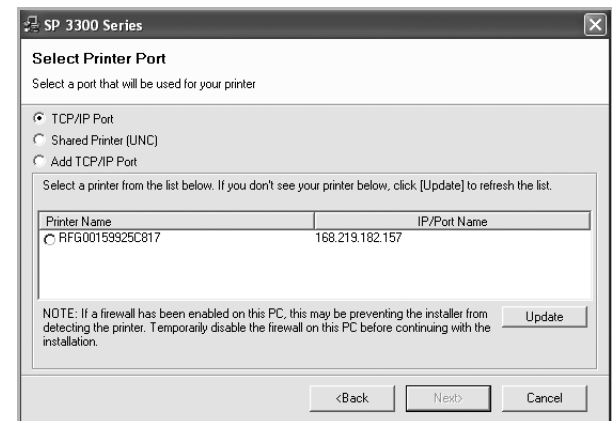 SP 3300 Series
Select Printer Port
Select a port that will be used for your printer
TCP/IP Port
Shared Printer (UNC)
Add TCP/IP Port
Select a printer from the list below. If you don't see your printer below, click [Update] to refresh the list.
Printer Name IP/Port Name
RFG00159925C817 168.219.182.157
NOTE: If a firewall has been enabled on this PC, this may be preventing the installer from
detecting the printer. Temporarily disable the firewall on this PC before continuing with the
installation.
Update
<Back Next> Cancel